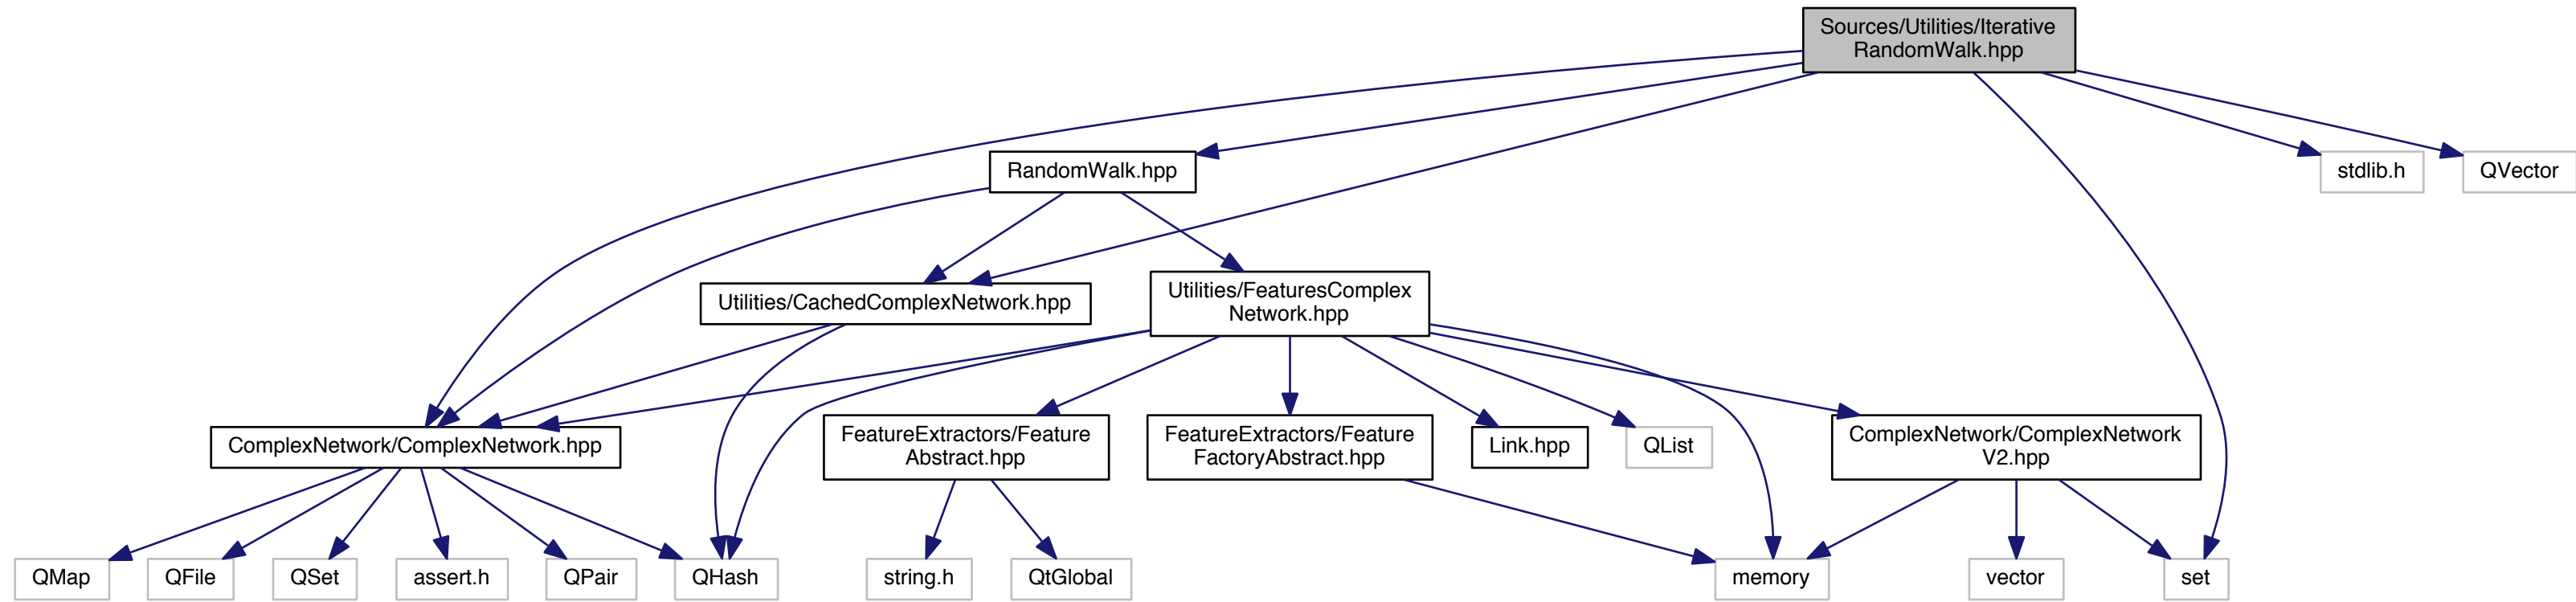 Sources/Utilities/Iterative
RandomWalk.hpp
RandomWalk.hpp
stdlib.h
QVector
Utilities/CachedComplexNetwork.hpp
Utilities/FeaturesComplex
Network.hpp
ComplexNetwork/ComplexNetwork.hpp
FeatureExtractors/Feature
Abstract.hpp
FeatureExtractors/Feature
FactoryAbstract.hpp
Link.hpp
QList
ComplexNetwork/ComplexNetwork
V2.hpp
QMap
QFile
QSet
assert.h
QPair
QHash
string.h
QtGlobal
memory
vector
set